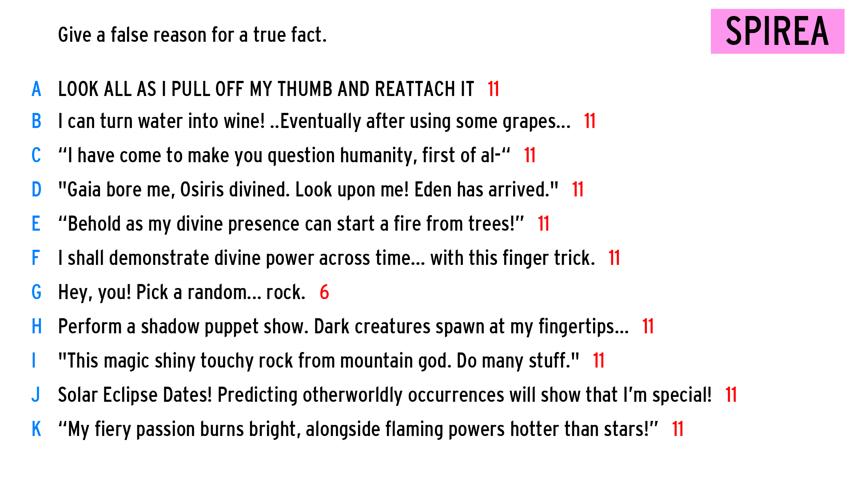 Give a false reason for a true fact.
SPIREA
A LOOK ALL AS I PULL OFF MY THUMB AND REATTACH IT 11
B I can turn water into wine! ..Eventually after using some grapes... 11
C “I have come to make you question humanity, first of al-“ 11
D "Gaia bore me, Osiris divined. Look upon me! Eden has arrived." 11
E “Behold as my divine presence can start a fire from trees!” 11
F I shall demonstrate divine power across time... with this finger trick. 11
G Hey, you! Pick a random... rock. 6
H Perform a shadow puppet show. Dark creatures spawn at my fingertips... 11
I "This magic shiny touchy rock from mountain god. Do many stuff." 11
J Solar Eclipse Dates! Predicting otherworldly occurrences will show that I’m special! 11
K “My fiery passion burns bright, alongside flaming powers hotter than stars!” 11